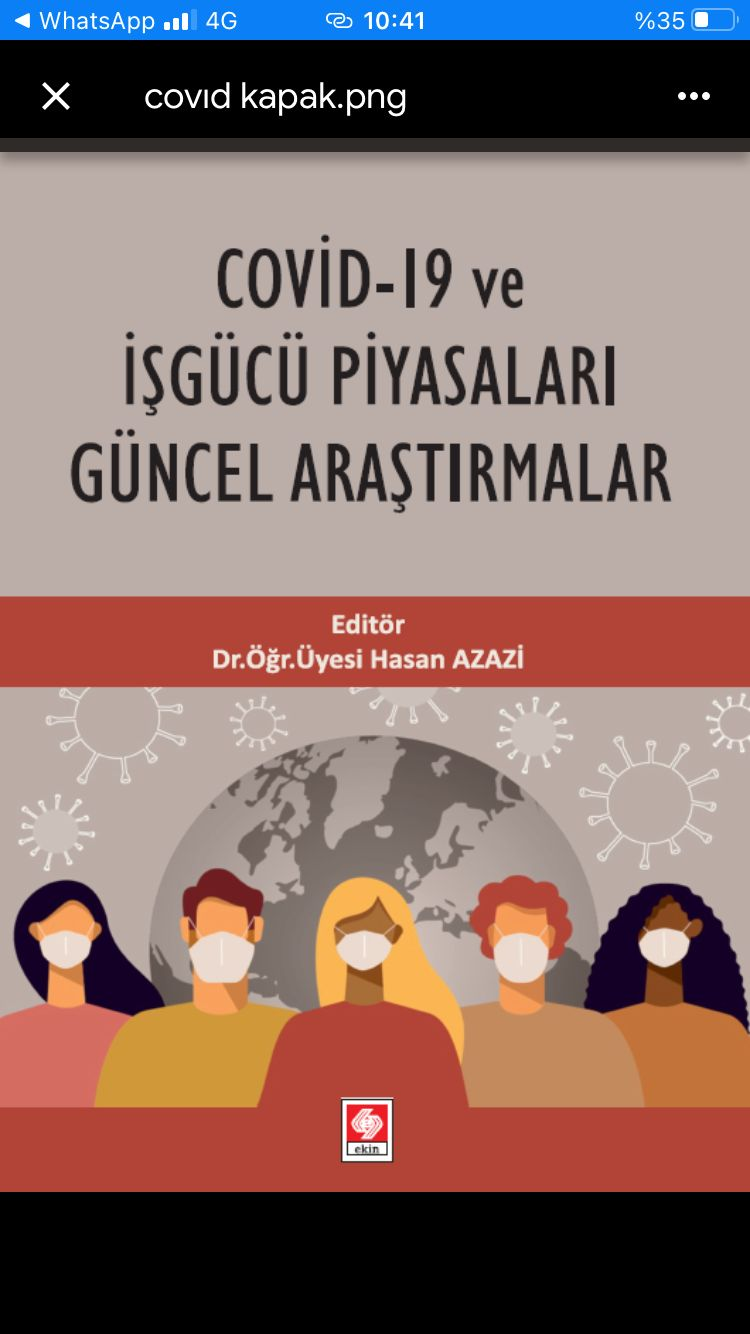 WhatsApp 4G 10:41 %35
covıd kapak.png
COVİD-19 ve
İŞGÜCÜ PİYASALARI
GÜNCEL ARAŞTIRMALAR
Editör
Dr.Öğr.Üyesi Hasan AZAZİ
ekin